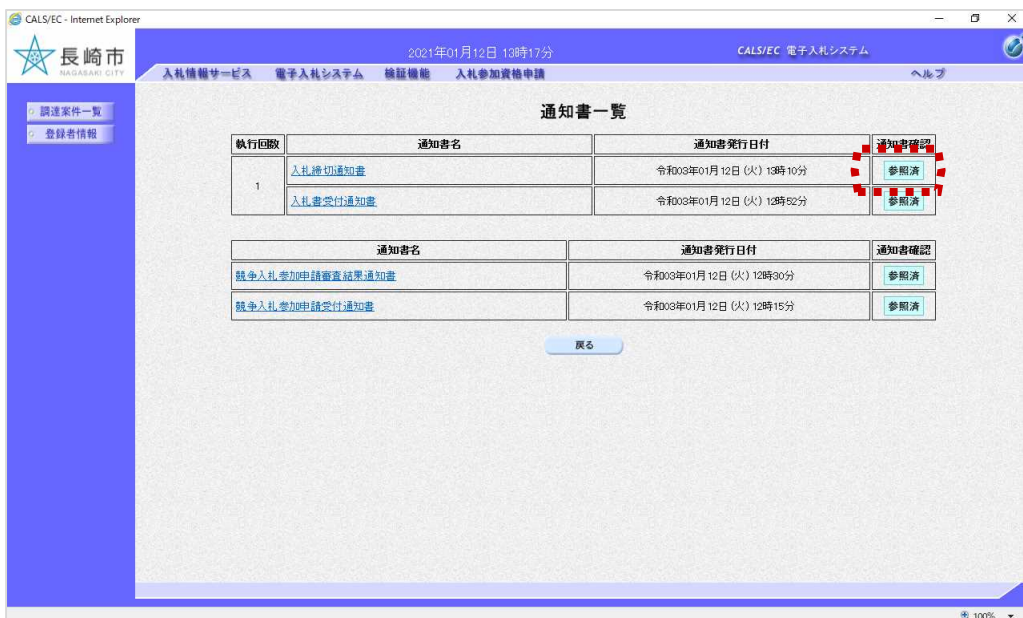 CALS/EC - Internet Explorer
長崎市
NAGASAKI CITY
2021年01月12日 13時17分
CALS/EC 電子入札システム
入札情報サービス 電子入札システム 検証機能 入札参加資格申請 ヘルプ
調達案件一覧
登録者情報
通知書一覧
執行回数 通知書名 通知書発行日付 通知書確認
1
入札締切通知書 令和03年01月12日 (火) 13時10分 参照済
入札書受付通知書 令和03年01月12日 (火) 12時52分 参照済
通知書名 通知書発行日付 通知書確認
競争入札参加申請審査結果通知書 令和03年01月12日 (火) 12時30分 参照済
競争入札参加申請受付通知書 令和03年01月12日 (火) 12時15分 参照済
戻る
100%